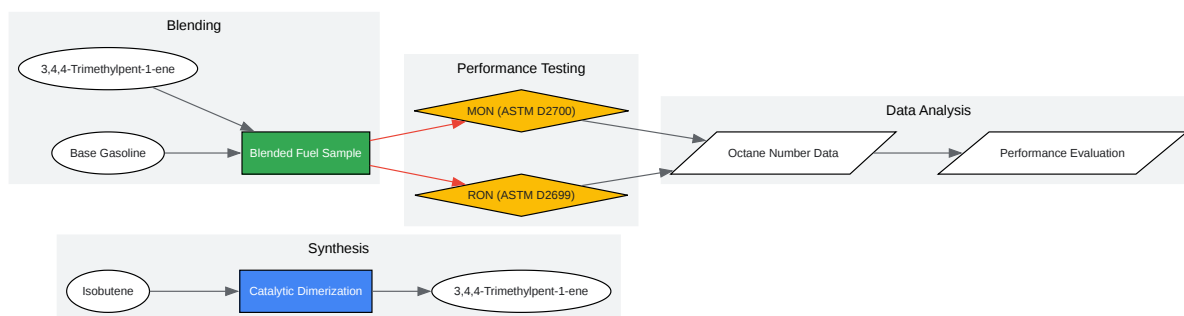 Blending
3,4,4-Trimethylpent-1-ene
Base Gasoline
Blended Fuel Sample
Performance Testing
MON (ASTM D2700)
RON (ASTM D2699)
Data Analysis
Octane Number Data
Performance Evaluation
Synthesis
Isobutene
Catalytic Dimerization
3,4,4-Trimethylpent-1-ene